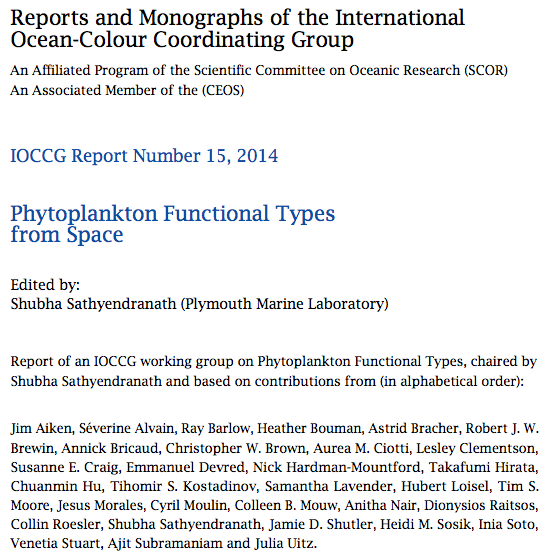 Reports and Monographs of the International
Ocean-Colour Coordinating Group
An Affiliated Program of the Scientific Committee on Oceanic Research (SCOR)
An Associated Member of the (CEOS)
IOCCG Report Number 15, 2014
Phytoplankton Functional Types
from Space
Edited by:
Shubha Sathyendranath (Plymouth Marine Laboratory)
Report of an IOCCG working group on Phytoplankton Functional Types, chaired by
Shubha Sathyendranath and based on contributions from (in alphabetical order):
Jim Aiken, Séverine Alvain, Ray Barlow, Heather Bouman, Astrid Bracher, Robert J. W.
Brewin, Annick Bricaud, Christopher W. Brown, Aurea M. Ciotti, Lesley Clementson,
Susanne E. Craig, Emmanuel Devred, Nick Hardman-Mountford, Takafumi Hirata,
Chuanmin Hu, Tihomir S. Kostadinov, Samantha Lavender, Hubert Loisel, Tim S.
Moore, Jesus Morales, Cyril Moulin, Colleen B. Mouw, Anitha Nair, Dionysios Raitsos,
Collin Roesler, Shubha Sathyendranath, Jamie D. Shutler, Heidi M. Sosik, Inia Soto,
Venetia Stuart, Ajit Subramaniam and Julia Uitz.